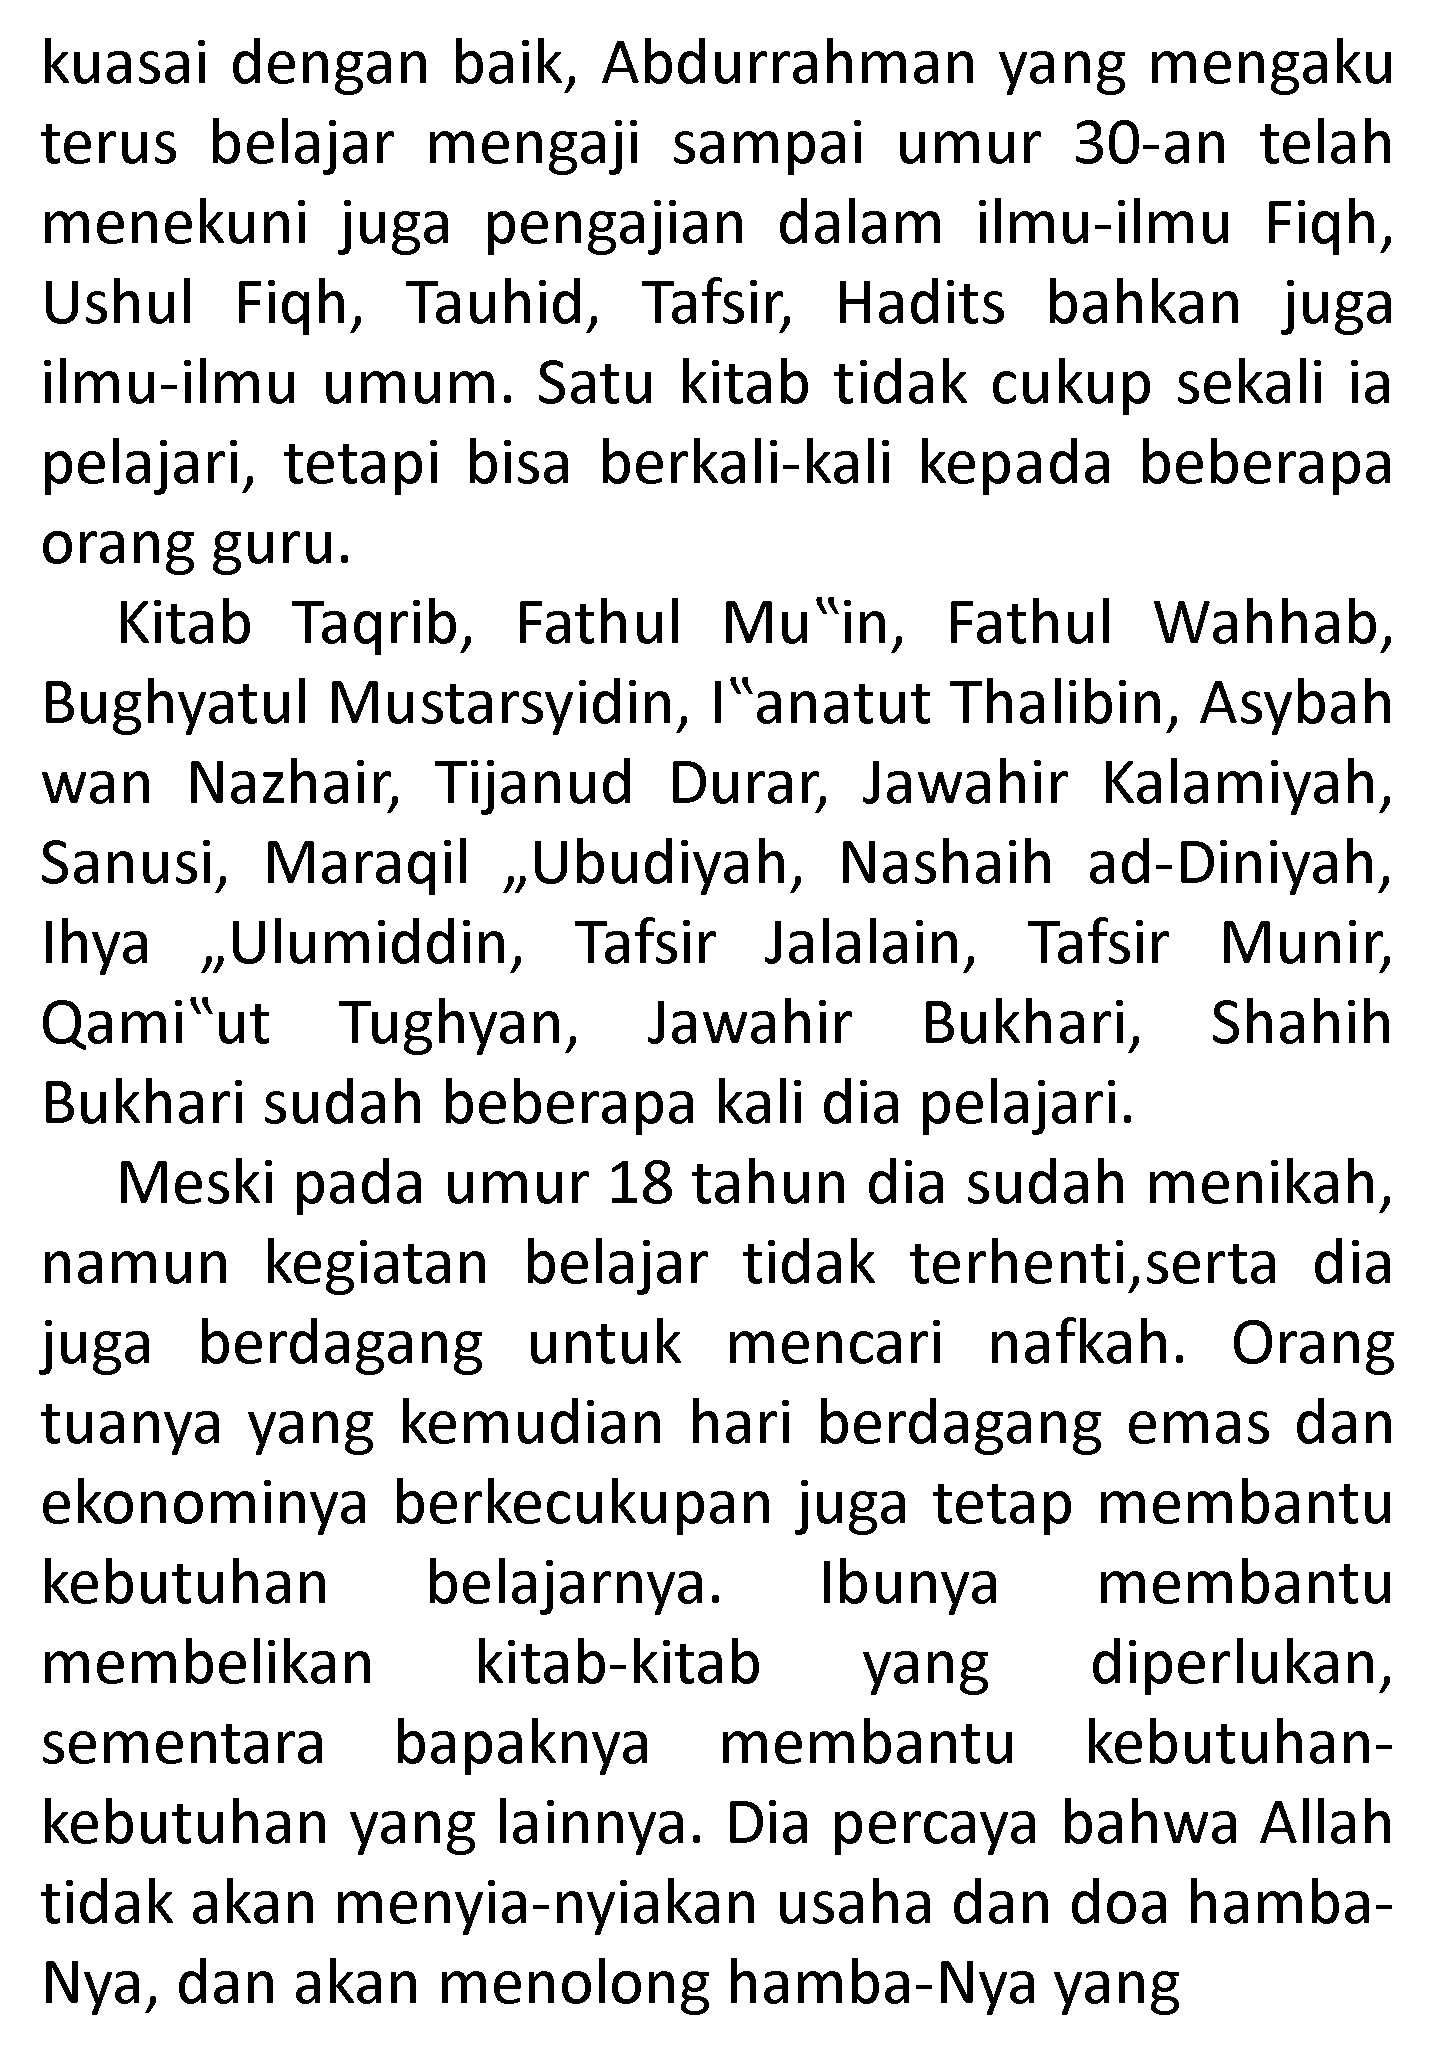 kuasai dengan baik, Abdurrahman yang mengaku
terus belajar mengaji sampai umur 30-an telah
menekuni juga pengajian dalam ilmu-ilmu Fiqh,
Ushul Fiqh, Tauhid, Tafsir, Hadits bahkan juga
ilmu-ilmu umum. Satu kitab tidak cukup sekali ia
pelajari, tetapi bisa berkali-kali kepada beberapa
orang guru.
Kitab Taqrib, Fathul Mu‟in, Fathul Wahhab,
Bughyatul Mustarsyidin, I‟anatut Thalibin, Asybah
wan Nazhair, Tijanud Durar, Jawahir Kalamiyah,
Sanusi, Maraqil „Ubudiyah, Nashaih ad-Diniyah,
Ihya „Ulumiddin, Tafsir Jalalain, Tafsir Munir,
Qami‟ut Tughyan, Jawahir Bukhari, Shahih
Bukhari sudah beberapa kali dia pelajari.
Meski pada umur 18 tahun dia sudah menikah,
namun kegiatan belajar tidak terhenti,serta dia
juga berdagang untuk mencari nafkah. Orang
tuanya yang kemudian hari berdagang emas dan
ekonominya berkecukupan juga tetap membantu
kebutuhan belajarnya. Ibunya membantu
membelikan kitab-kitab yang diperlukan,
sementara bapaknya membantu kebutuhan-
kebutuhan yang lainnya. Dia percaya bahwa Allah
tidak akan menyia-nyiakan usaha dan doa hamba-
Nya, dan akan menolong hamba-Nya yang